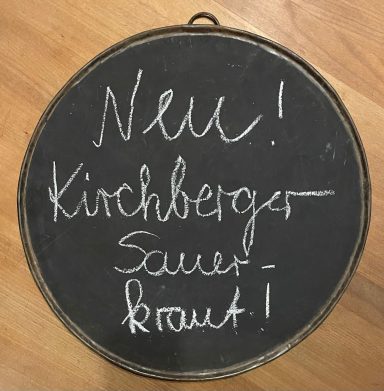 Neu!
Kirchberger-
Sauer-
kraut!